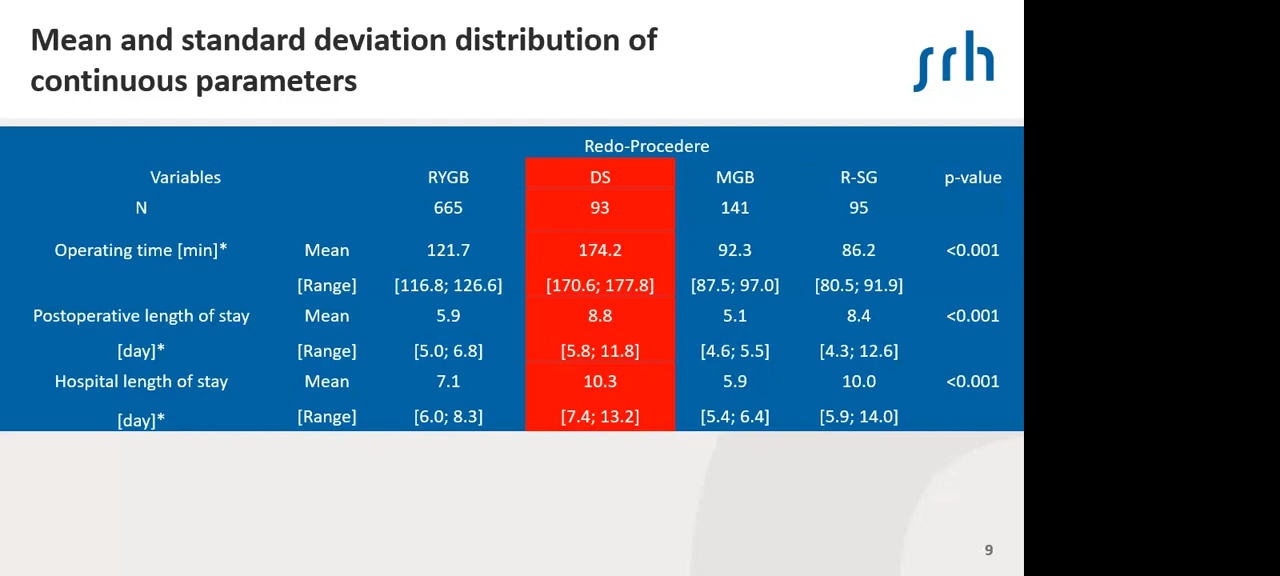 Mean and standard deviation distribution of
continuous parameters
srh
Redo-Procedere
Variables RYGB DS MGB R-SG p-value
N 665 93 141 95
Operating time [min]* Mean 121.7 174.2 92.3 86.2 <0.001
[Range] [116.8; 126.6] [170.6; 177.8] [87.5; 97.0] [80.5; 91.9]
Postoperative length of stay Mean 5.9 8.8 5.1 8.4 <0.001
[day]* [Range] [5.0; 6.8] [5.8; 11.8] [4.6; 5.5] [4.3; 12.6]
Hospital length of stay Mean 7.1 10.3 5.9 10.0 <0.001
[day]* [Range] [6.0; 8.3] [7.4; 13.2] [5.4; 6.4] [5.9; 14.0]
9